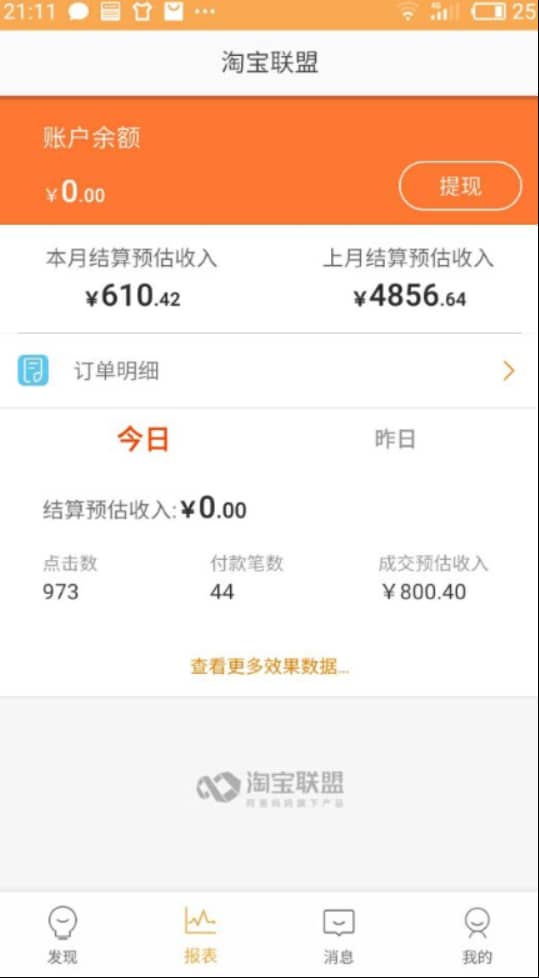 21:11 ··· 4G 25
淘宝联盟
账户余额
¥0.00
提现
本月结算预估收入 上月结算预估收入
¥610.42 ¥4856.64
订单明细
今日 昨日
结算预估收入:¥0.00
点击数 付款笔数 成交预估收入
973 44 ¥800.40
查看更多效果数据...
淘宝联盟
阿里妈妈旗下产品
发现 报表 消息 我的